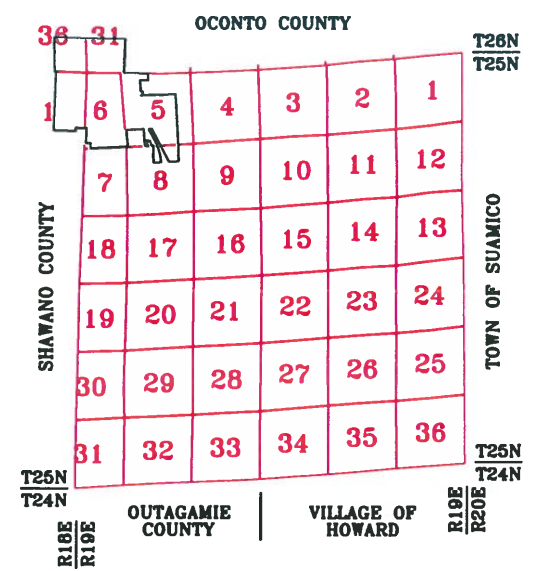 OCONTO COUNTY
36 31
T26N
T25N
1 6 5 4 3 2 1
7 8 9 10 11 12
18 17 16 15 14 13
19 20 21 22 23 24
30 29 28 27 26 25
31 32 33 34 35 36
SHAWANO COUNTY
TOWN OF SUAMICO
T25N
T24N
T25N
T24N
R18E
R19E
OUTAGAMIE
COUNTY
VILLAGE OF
HOWARD
R19E
R20E